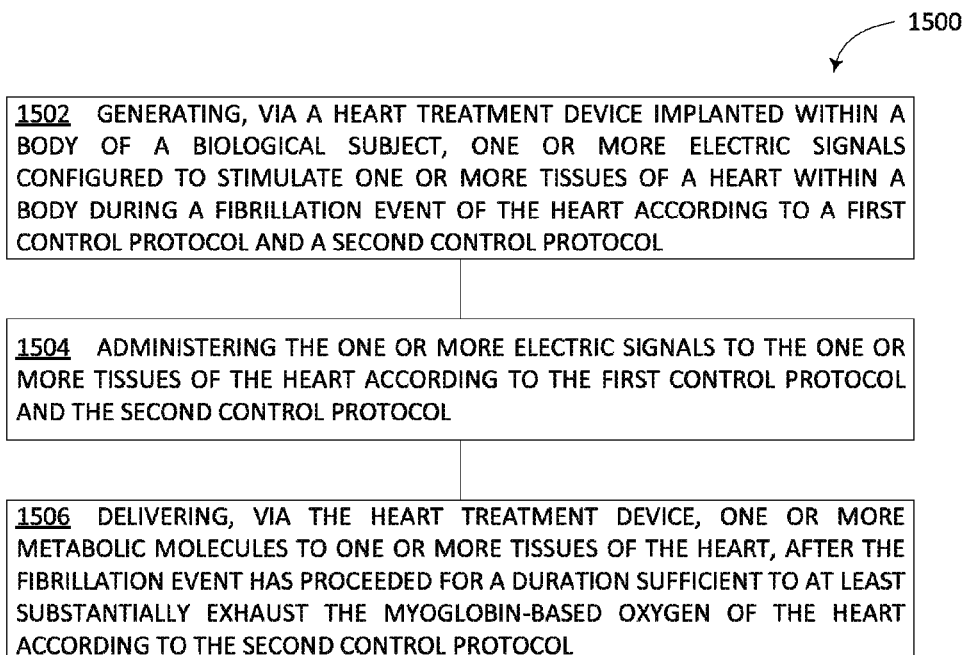 1500
1502 GENERATING, VIA A HEART TREATMENT DEVICE IMPLANTED WITHIN A
BODY OF A BIOLOGICAL SUBJECT, ONE OR MORE ELECTRIC SIGNALS
CONFIGURED TO STIMULATE ONE OR MORE TISSUES OF A HEART WITHIN A
BODY DURING A FIBRILLATION EVENT OF THE HEART ACCORDING TO A FIRST
CONTROL PROTOCOL AND A SECOND CONTROL PROTOCOL
1504 ADMINISTERING THE ONE OR MORE ELECTRIC SIGNALS TO THE ONE OR
MORE TISSUES OF THE HEART ACCORDING TO THE FIRST CONTROL PROTOCOL
AND THE SECOND CONTROL PROTOCOL
1506 DELIVERING, VIA THE HEART TREATMENT DEVICE, ONE OR MORE
METABOLIC MOLECULES TO ONE OR MORE TISSUES OF THE HEART, AFTER THE
FIBRILLATION EVENT HAS PROCEEDED FOR A DURATION SUFFICIENT TO AT LEAST
SUBSTANTIALLY EXHAUST THE MYOGLOBIN-BASED OXYGEN OF THE HEART
ACCORDING TO THE SECOND CONTROL PROTOCOL